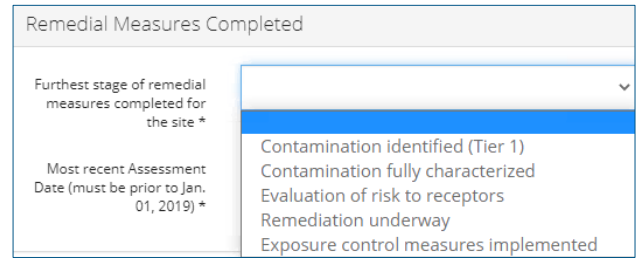 Remedial Measures Completed
Furthest stage of remedial
measures completed for
the site *
Contamination identified (Tier 1)
Contamination fully characterized
Evaluation of risk to receptors
Remediation underway
Exposure control measures implemented
Most recent Assessment
Date (must be prior to Jan.
01, 2019) *